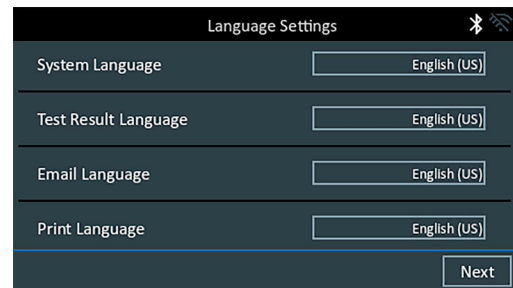 Language Settings
System Language English (US)
Test Result Language English (US)
Email Language English (US)
Print Language English (US)
Next